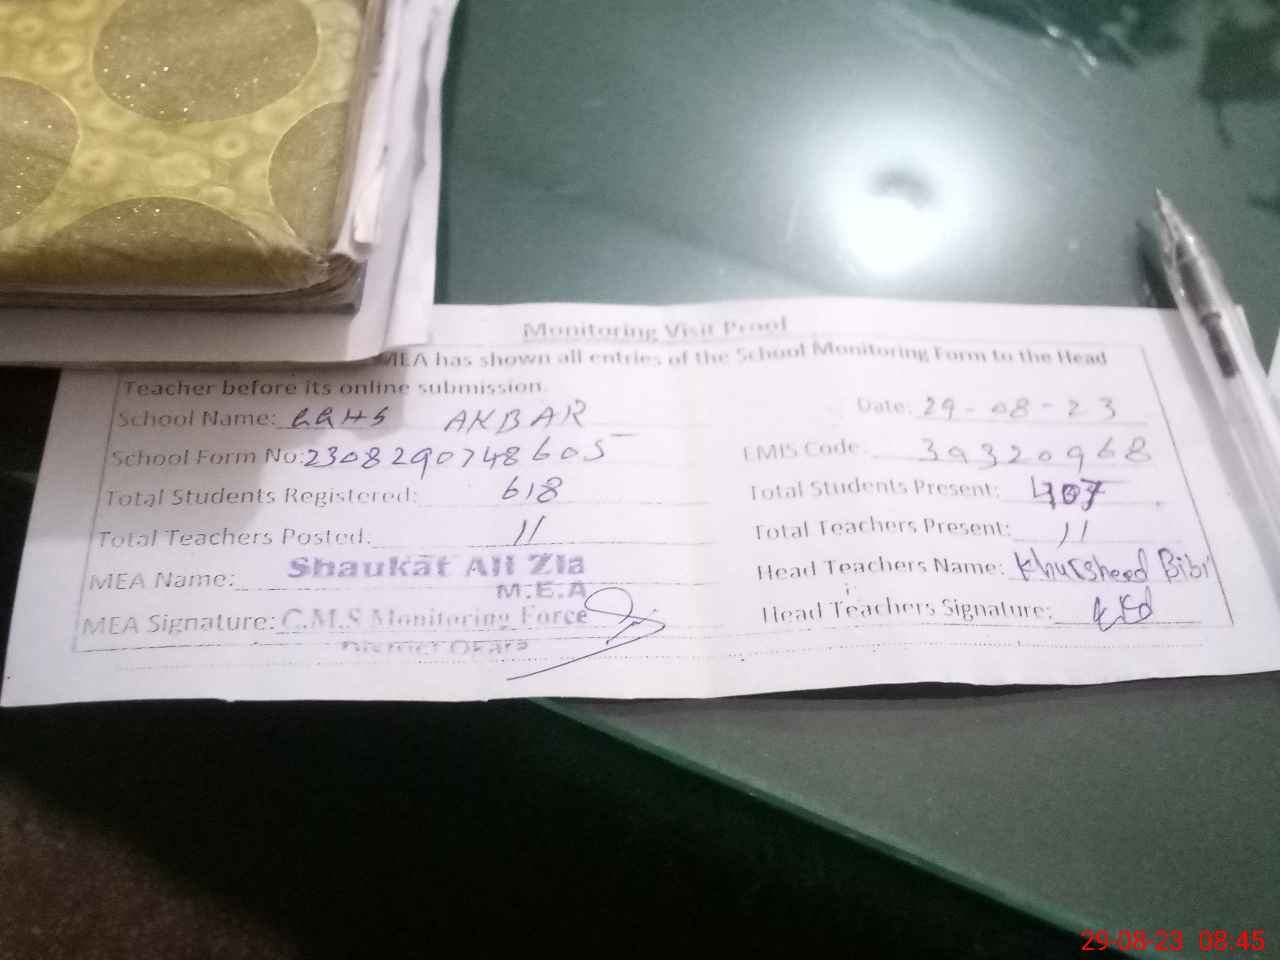 Monitoring Visit Proof
MEA has shown all entries of the School Monitoring Form to the Head
Teacher before its online submission.
School Name: GGHS AKBAR Date: 29-08-23
School Form No: 2308290748605 EMIS Code: 39320968
Total Students Registered: 618 Total Students Present: 407
Total Teachers Posted: 11 Total Teachers Present: 11
MEA Name: Shaukat Ali Zia Head Teachers Name: Khursheed Bibi
M.E.A
MEA Signature: C.M.S Monitoring Force Head Teachers Signature:
District Okara
29-08-23 08:45